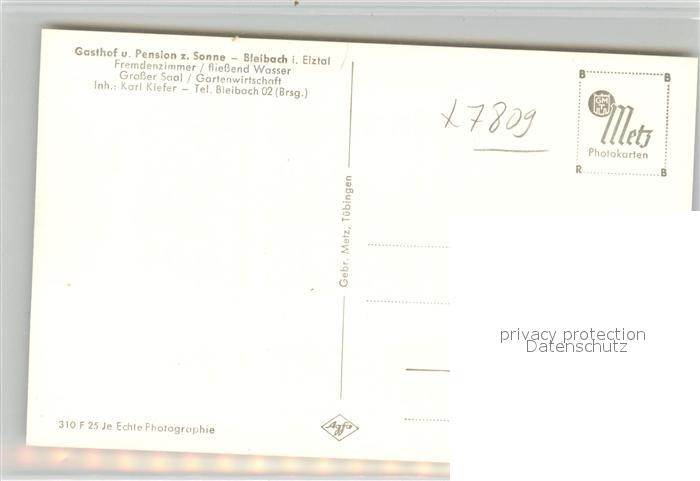 Gasthof u. Pension z. Sonne – Bleibach i. Elztal
Fremdenzimmer / fließend Wasser
Großer Saal / Gartenwirtschaft
Inh.: Karl Kiefer – Tel. Bleibach 02 (Brsg.)
x 7809
B B
GM
Metz
Photokarten
R B
Gebr. Metz, Tübingen
privacy protection
Datenschutz
310 F 25 Je Echte Photographie
Agfa